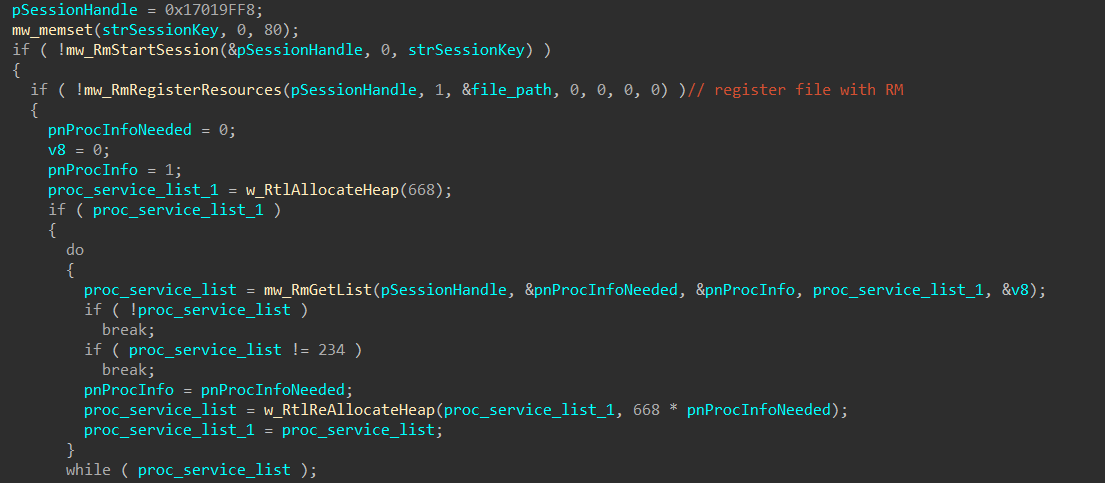 pSessionHandle = 0x17019FF8;
mw_memset(strSessionKey, 0, 80);
if ( !mw_RmStartSession(&pSessionHandle, 0, strSessionKey) )
{
if ( !mw_RmRegisterResources(pSessionHandle, 1, &file_path, 0, 0, 0, 0) )// register file with RM
{
pnProcInfoNeeded = 0;
v8 = 0;
pnProcInfo = 1;
proc_service_list_1 = w_RtlAllocateHeap(668);
if ( proc_service_list_1 )
{
do
{
proc_service_list = mw_RmGetList(pSessionHandle, &pnProcInfoNeeded, &pnProcInfo, proc_service_list_1, &v8);
if ( !proc_service_list )
break;
if ( proc_service_list != 234 )
break;
pnProcInfo = pnProcInfoNeeded;
proc_service_list = w_RtlReAllocateHeap(proc_service_list_1, 668 * pnProcInfoNeeded);
proc_service_list_1 = proc_service_list;
}
while ( proc_service_list );